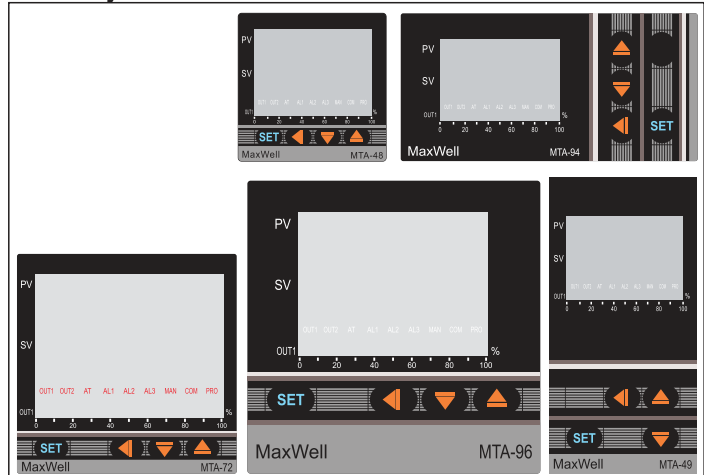 PV
SV
OUT1 OUT2 AT AL1 AL2 AL3 MAN COM PRO
OUT1
0 20 40 60 80 100 %
SET
MaxWell MTA-48
PV
SV
OUT1 OUT2 AT AL1 AL2 AL3 MAN COM PRO
OUT1
0 20 40 60 80 100 %
SET
MaxWell MTA-94
PV
SV
OUT1 OUT2 AT AL1 AL2 AL3 MAN COM PRO
OUT1
0 20 40 60 80 100 %
SET
MaxWell MTA-72
PV
SV
OUT1 OUT2 AT AL1 AL2 AL3 MAN COM PRO
OUT1
0 20 40 60 80 100 %
SET
MaxWell MTA-96
PV
SV
OUT2 AT AL1 AL2 AL3 MAN COM PRO
OUT1
0 20 40 60 80 100 %
SET
MaxWell MTA-49